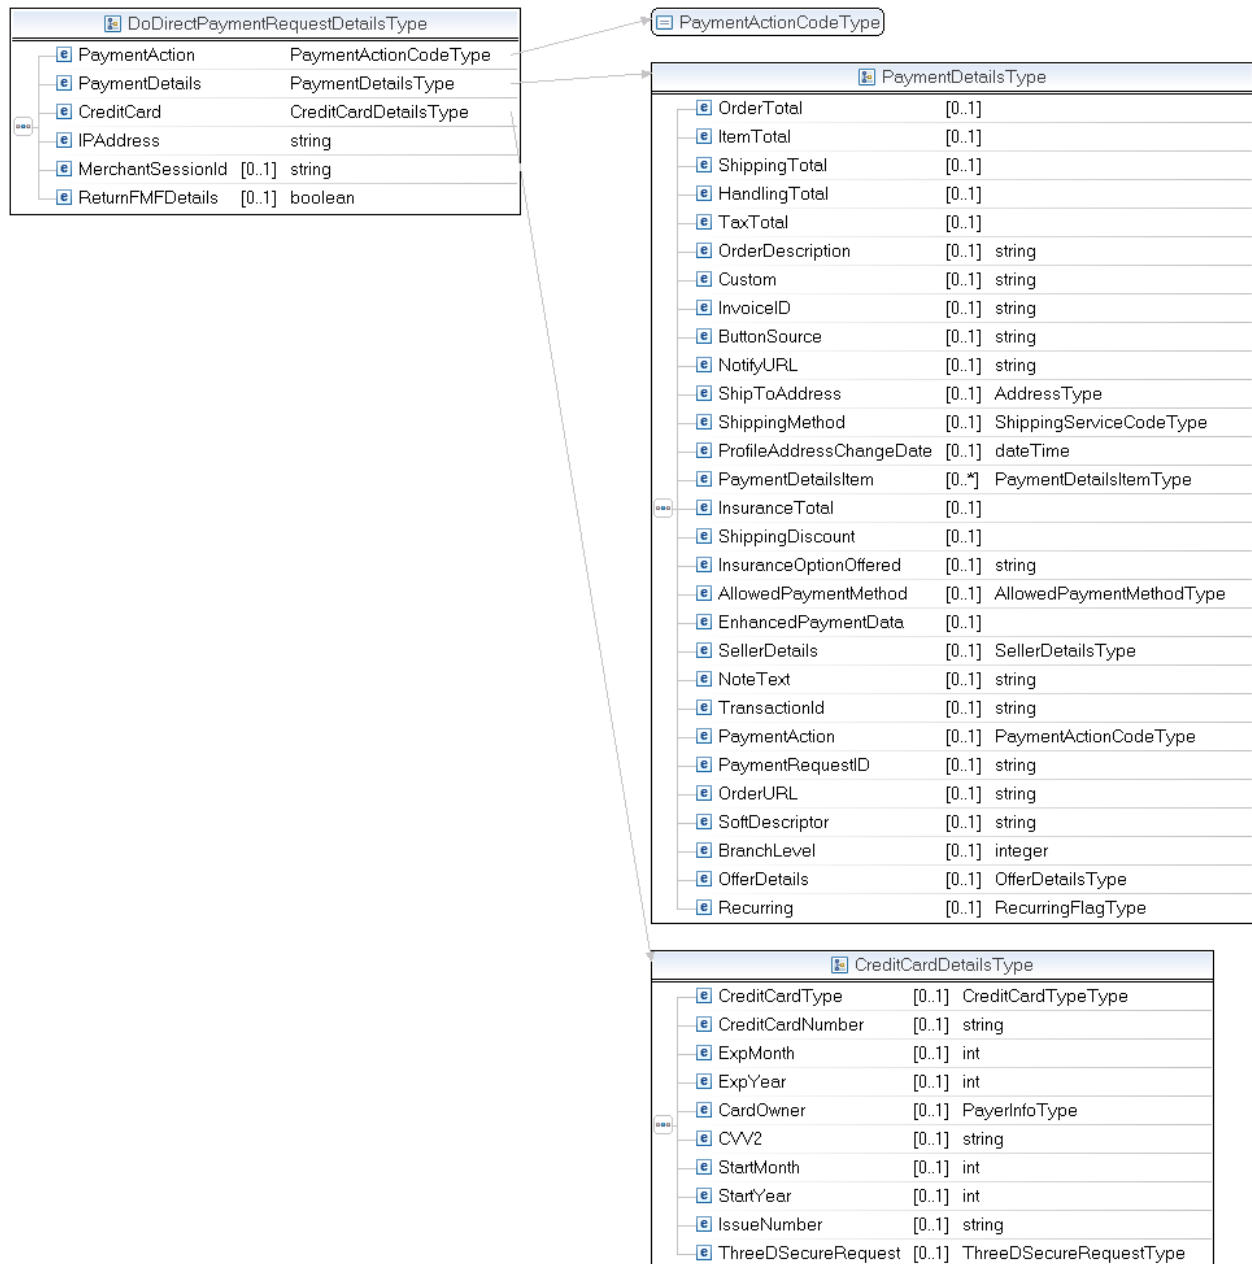 DoDirectPaymentRequestDetailsType
PaymentAction PaymentActionCodeType
PaymentDetails PaymentDetailsType
CreditCard CreditCardDetailsType
IPAddress string
MerchantSessionId [0..1] string
ReturnFMFDetails [0..1] boolean
PaymentActionCodeType
PaymentDetailsType
OrderTotal [0..1]
ItemTotal [0..1]
ShippingTotal [0..1]
HandlingTotal [0..1]
TaxTotal [0..1]
OrderDescription [0..1] string
Custom [0..1] string
InvoiceID [0..1] string
ButtonSource [0..1] string
NotifyURL [0..1] string
ShipToAddress [0..1] AddressType
ShippingMethod [0..1] ShippingServiceCodeType
ProfileAddressChangeDate [0..1] dateTime
PaymentDetailsItem [0..*] PaymentDetailsItemType
InsuranceTotal [0..1]
ShippingDiscount [0..1]
InsuranceOptionOffered [0..1] string
AllowedPaymentMethod [0..1] AllowedPaymentMethodType
EnhancedPaymentData [0..1]
SellerDetails [0..1] SellerDetailsType
NoteText [0..1] string
TransactionId [0..1] string
PaymentAction [0..1] PaymentActionCodeType
PaymentRequestID [0..1] string
OrderURL [0..1] string
SoftDescriptor [0..1] string
BranchLevel [0..1] integer
OfferDetails [0..1] OfferDetailsType
Recurring [0..1] RecurringFlagType
CreditCardDetailsType
CreditCardType [0..1] CreditCardTypeType
CreditCardNumber [0..1] string
ExpMonth [0..1] int
ExpYear [0..1] int
CardOwner [0..1] PayerInfoType
CVV2 [0..1] string
StartMonth [0..1] int
StartYear [0..1] int
IssueNumber [0..1] string
ThreeDSecureRequest [0..1] ThreeDSecureRequestType